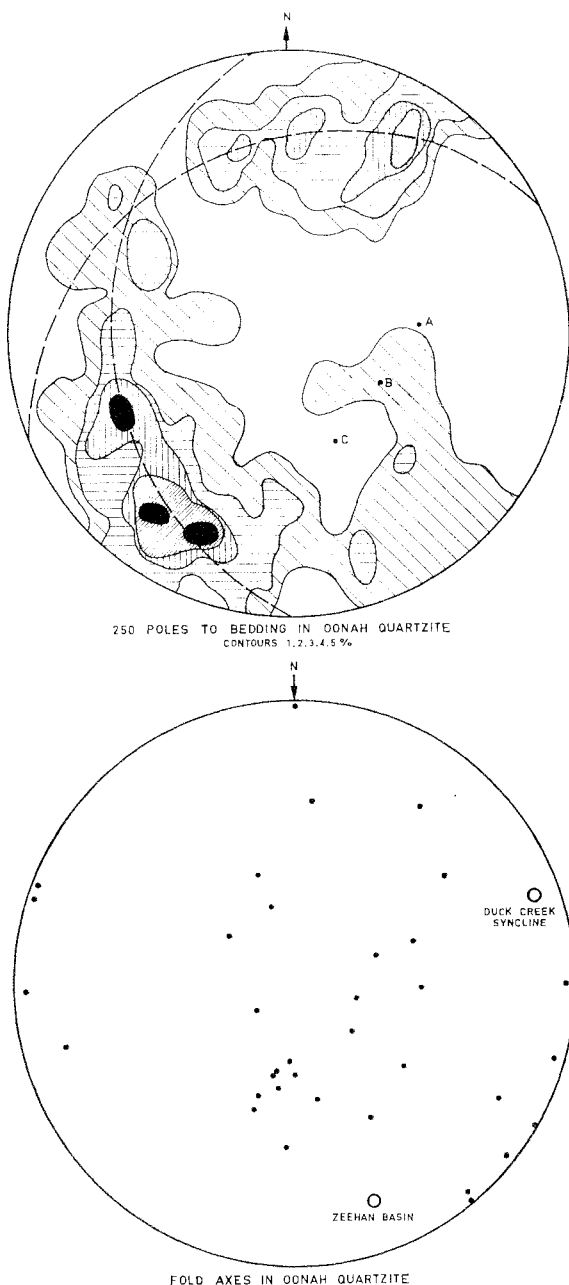 N
A
B
C
250 POLES TO BEDDING IN OONAH QUARTZITE
CONTOURS 1,2,3,4,5 %
N
DUCK CREEK
SYNCLINE
ZEEHAN BASIN
FOLD AXES IN OONAH QUARTZITE